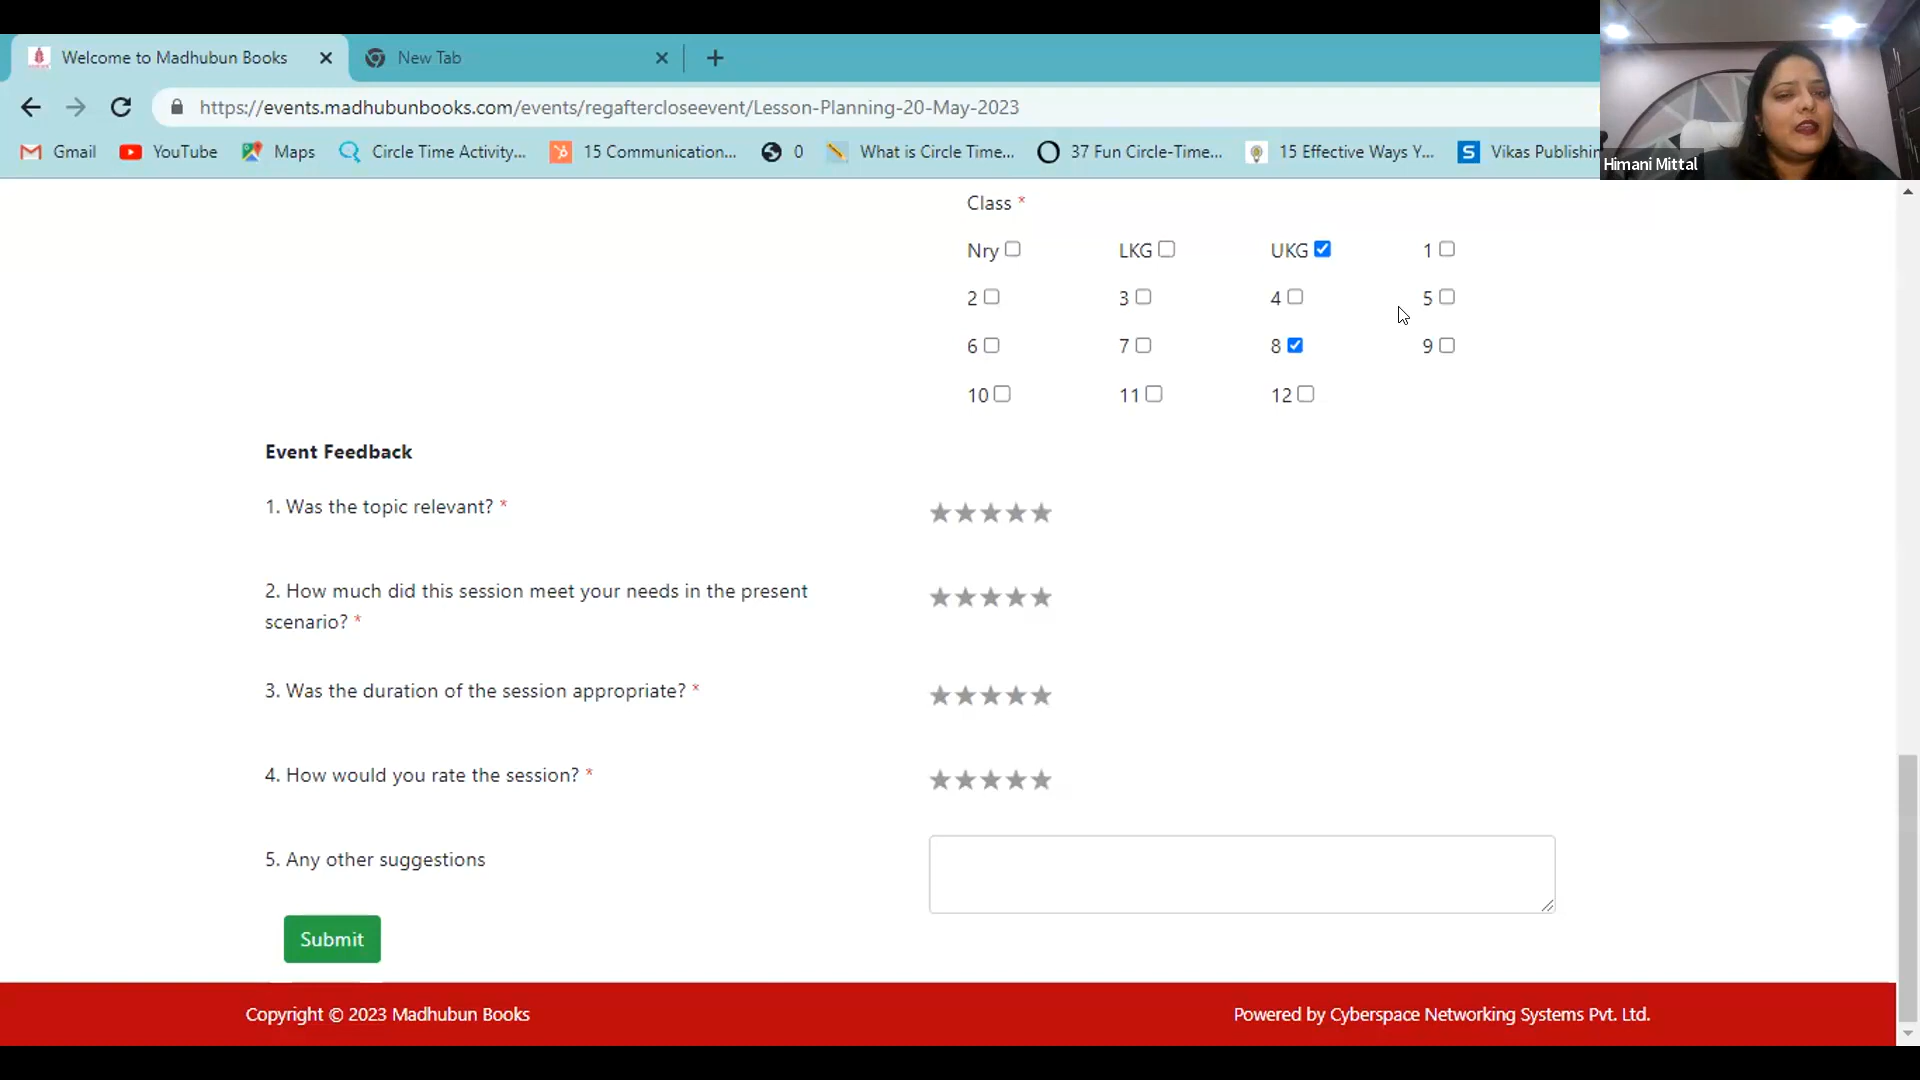 Welcome to Madhubun Books
New Tab
https://events.madhubunbooks.com/events/regaftercloseevent/Lesson-Planning-20-May-2023
Gmail YouTube Maps Circle Time Activity... 15 Communication... 0 What is Circle Time... 37 Fun Circle-Time... 15 Effective Ways Y... Vikas Publishin
Himani Mittal
Class *
Nry LKG UKG 1
2 3 4 5
6 7 8 9
10 11 12
Event Feedback
1. Was the topic relevant? *
2. How much did this session meet your needs in the present
scenario? *
3. Was the duration of the session appropriate? *
4. How would you rate the session? *
5. Any other suggestions
Submit
Copyright © 2023 Madhubun Books
Powered by Cyberspace Networking Systems Pvt. Ltd.